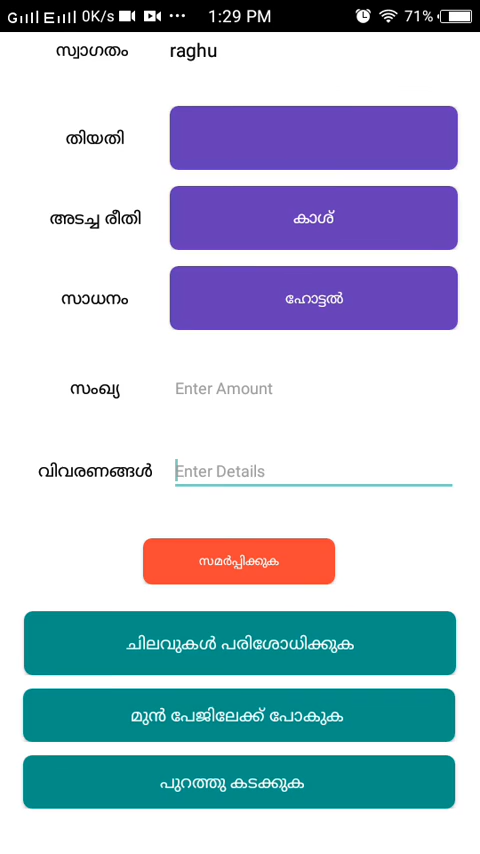 G E 0K/s 1:29 PM 71%
സ്വാഗതം raghu
തിയതി
അടച്ച രീതി കാശ്
സാധനം ഹോട്ടൽ
സംഖ്യ Enter Amount
വിവരണങ്ങൾ Enter Details
സമർപ്പിക്കുക
ചിലവുകൾ പരിശോധിക്കുക
മുൻ പേജിലേക്ക് പോകുക
പുറത്തു കടക്കുക